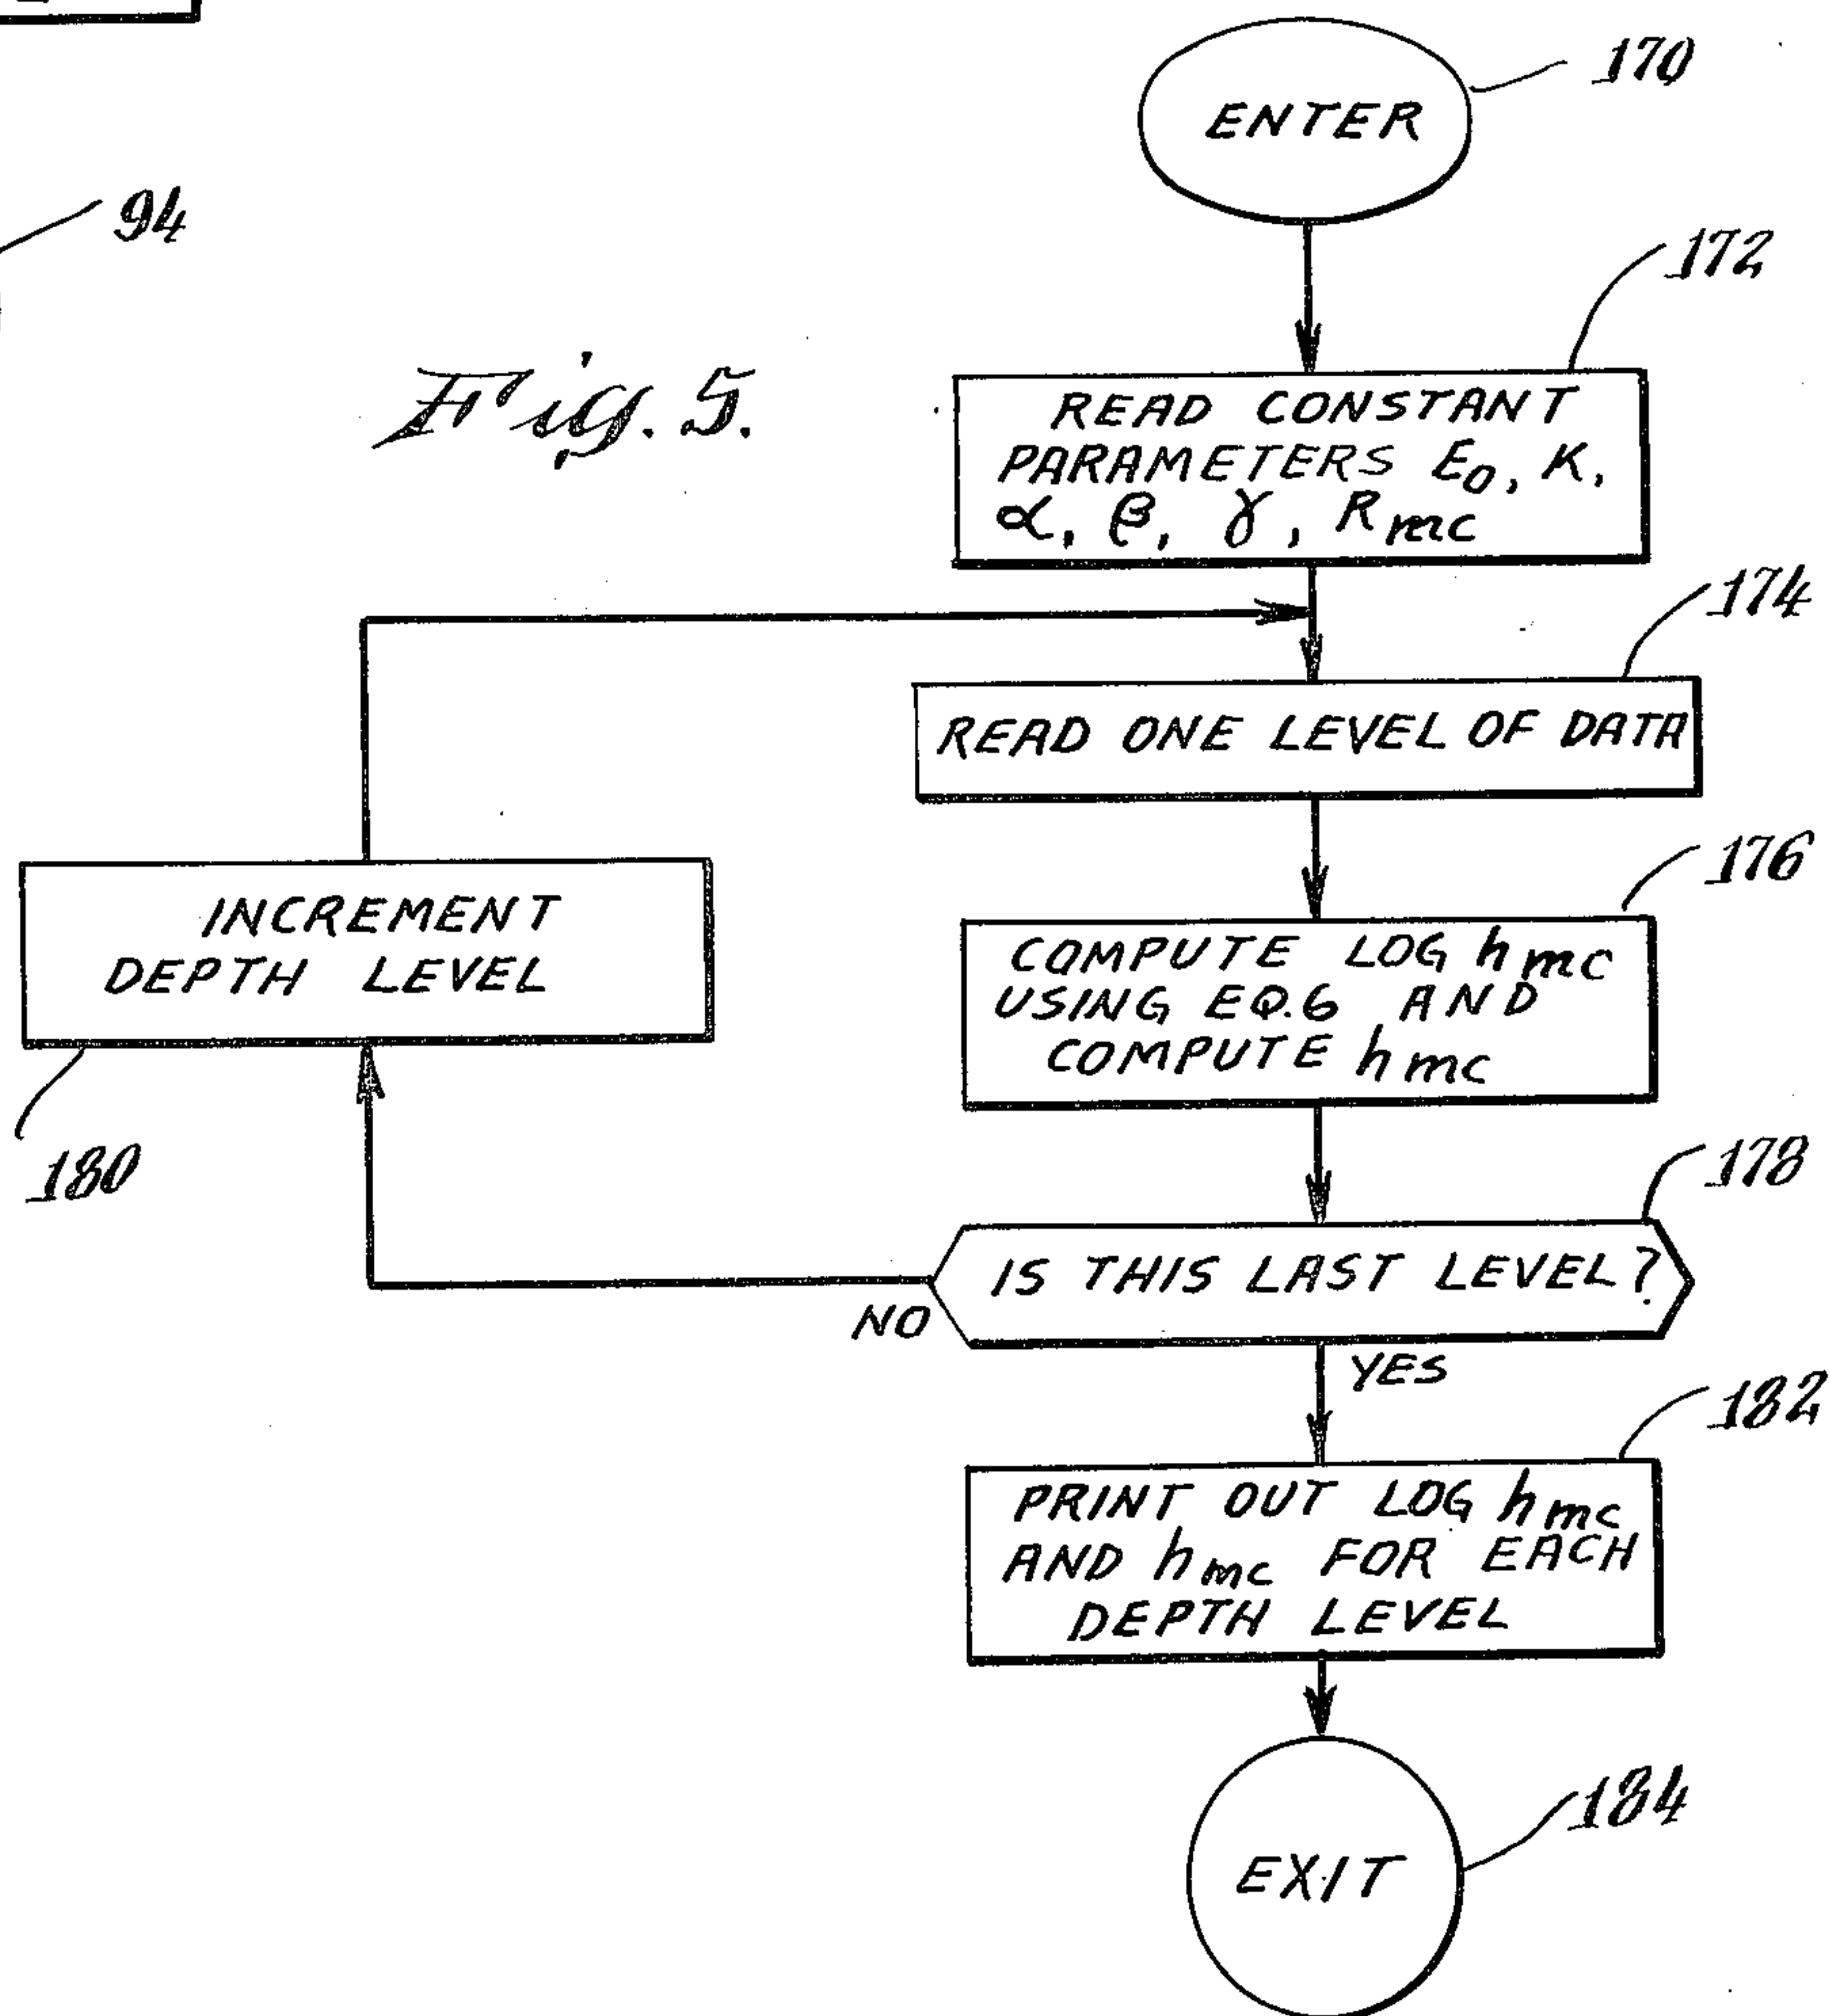 170
ENTER
94
172
Fig. 5.
READ CONSTANT
PARAMETERS E₀, K,
α, β, γ, Rmc
174
READ ONE LEVEL OF DATA
176
INCREMENT
DEPTH LEVEL
COMPUTE LOG hmc
USING EQ.6 AND
COMPUTE hmc
180
178
IS THIS LAST LEVEL?
NO
YES
182
PRINT OUT LOG hmc
AND hmc FOR EACH
DEPTH LEVEL
184
EXIT